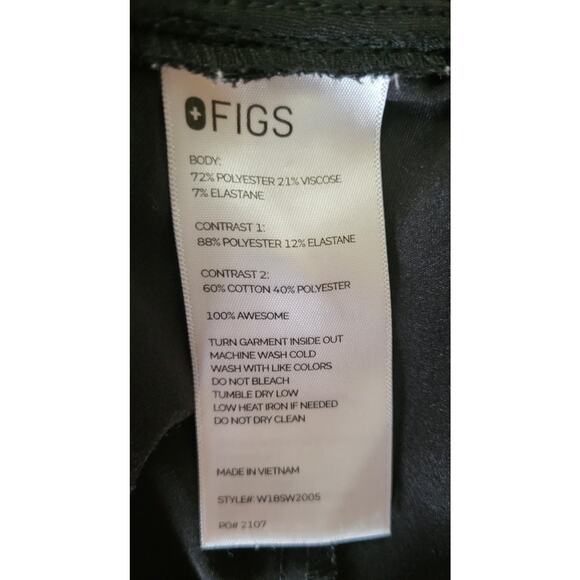 FIGS
BODY:
72% POLYESTER 21% VISCOSE
7% ELASTANE
CONTRAST 1:
88% POLYESTER 12% ELASTANE
CONTRAST 2:
60% COTTON 40% POLYESTER
100% AWESOME
TURN GARMENT INSIDE OUT
MACHINE WASH COLD
WASH WITH LIKE COLORS
DO NOT BLEACH
TUMBLE DRY LOW
LOW HEAT IRON IF NEEDED
DO NOT DRY CLEAN
MADE IN VIETNAM
STYLE#: W18SW2005
PO# 2107